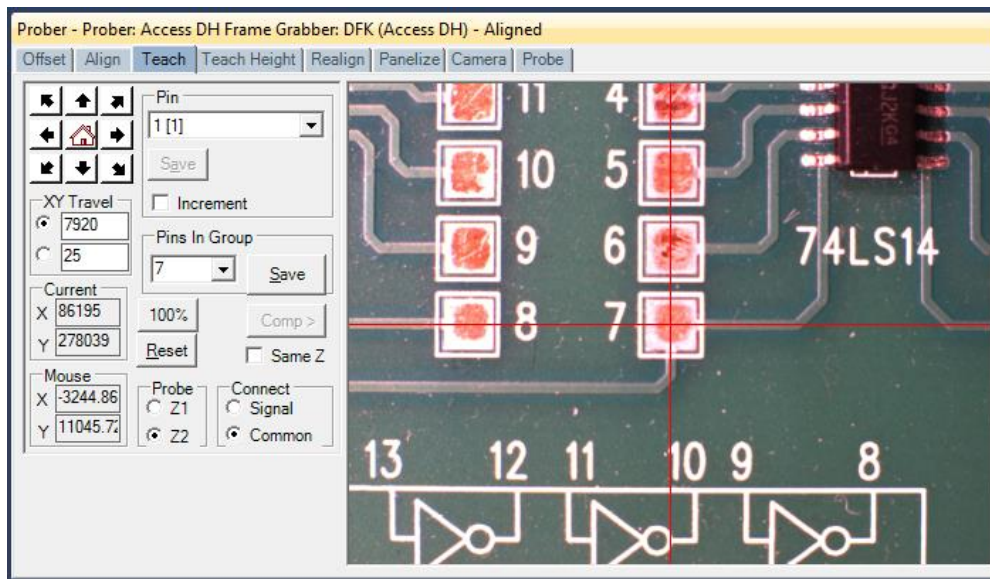 Prober - Prober: Access DH Frame Grabber: DFK (Access DH) - Aligned
Offset Align Teach Teach Height Realign Panelize Camera Probe
Pin
1 [1]
Save
Increment
XY Travel
7920
25
Pins In Group
7
Save
Current
X 86195
Y 278039
100%
Comp >
Reset
Same Z
Mouse
X -3244.86
Y 11045.72
Probe
Z1
Z2
Connect
Signal
Common
11 4
10 5
9 6
8 7
74LS14
13 12 11 10 9 8